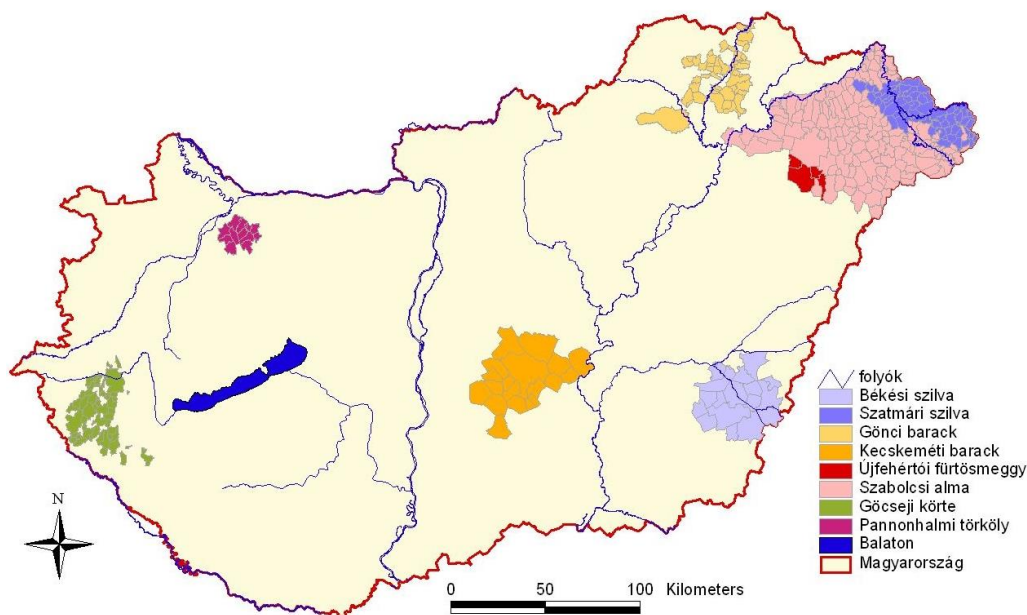 folyók
Békési szilva
Szatmári szilva
Gönci barack
Kecskeméti barack
Újfehértói fürtösmeggy
Szabolcsi alma
Göcseji körte
Pannonhalmi törköly
Balaton
Magyarország
N
0 50 100 Kilometers